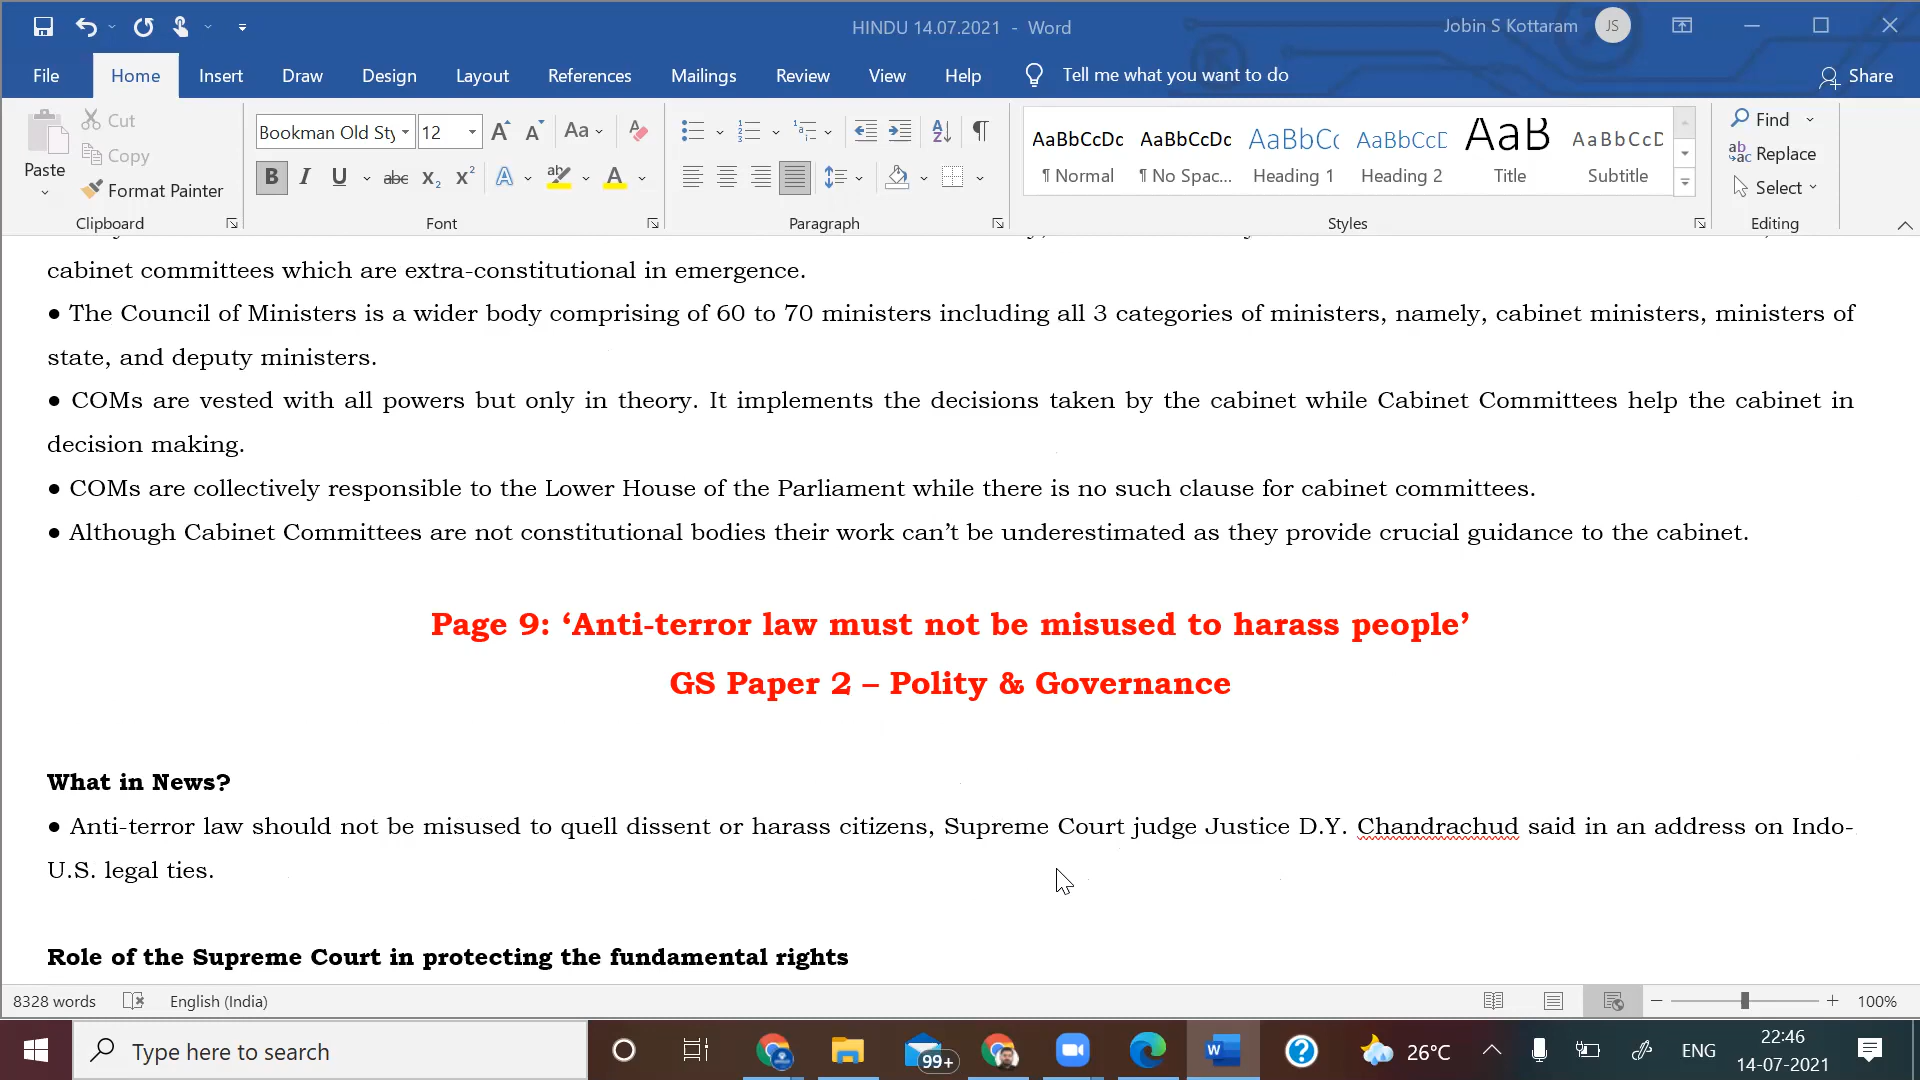 HINDU 14.07.2021 - Word
Jobin S Kottaram
JS
File Home Insert Draw Design Layout References Mailings Review View Help Tell me what you want to do Share
Paste
Cut
Copy
Format Painter
Clipboard
Bookman Old Sty 12
Font
Paragraph
AaBbCcDc AaBbCcDc AaBbCc AaBbCcD AaB AaBbCcD
¶ Normal ¶ No Spac... Heading 1 Heading 2 Title Subtitle
Styles
Find
Replace
Select
Editing
cabinet committees which are extra-constitutional in emergence.
● The Council of Ministers is a wider body comprising of 60 to 70 ministers including all 3 categories of ministers, namely, cabinet ministers, ministers of
state, and deputy ministers.
● COMs are vested with all powers but only in theory. It implements the decisions taken by the cabinet while Cabinet Committees help the cabinet in
decision making.
● COMs are collectively responsible to the Lower House of the Parliament while there is no such clause for cabinet committees.
● Although Cabinet Committees are not constitutional bodies their work can’t be underestimated as they provide crucial guidance to the cabinet.
Page 9: ‘Anti-terror law must not be misused to harass people’
GS Paper 2 – Polity & Governance
What in News?
● Anti-terror law should not be misused to quell dissent or harass citizens, Supreme Court judge Justice D.Y. Chandrachud said in an address on Indo-
U.S. legal ties.
Role of the Supreme Court in protecting the fundamental rights
8328 words English (India) 100%
Type here to search
99+
26°C
ENG
22:46
14-07-2021